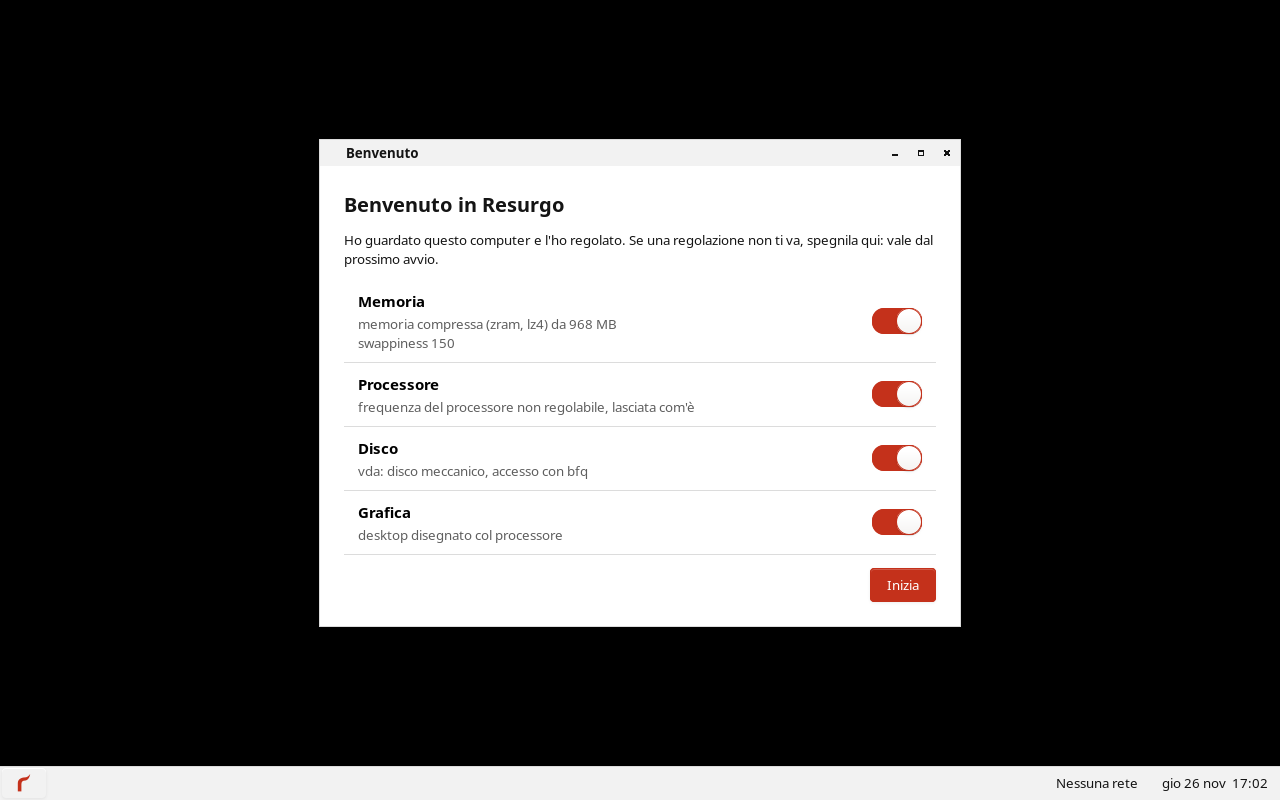 Benvenuto
Benvenuto in Resurgo
Ho guardato questo computer e l'ho regolato. Se una regolazione non ti va, spegnila qui: vale dal
prossimo avvio.
Memoria
memoria compressa (zram, lz4) da 968 MB
swappiness 150
Processore
frequenza del processore non regolabile, lasciata com'è
Disco
vda: disco meccanico, accesso con bfq
Grafica
desktop disegnato col processore
Inizia
Nessuna rete
gio 26 nov 17:02